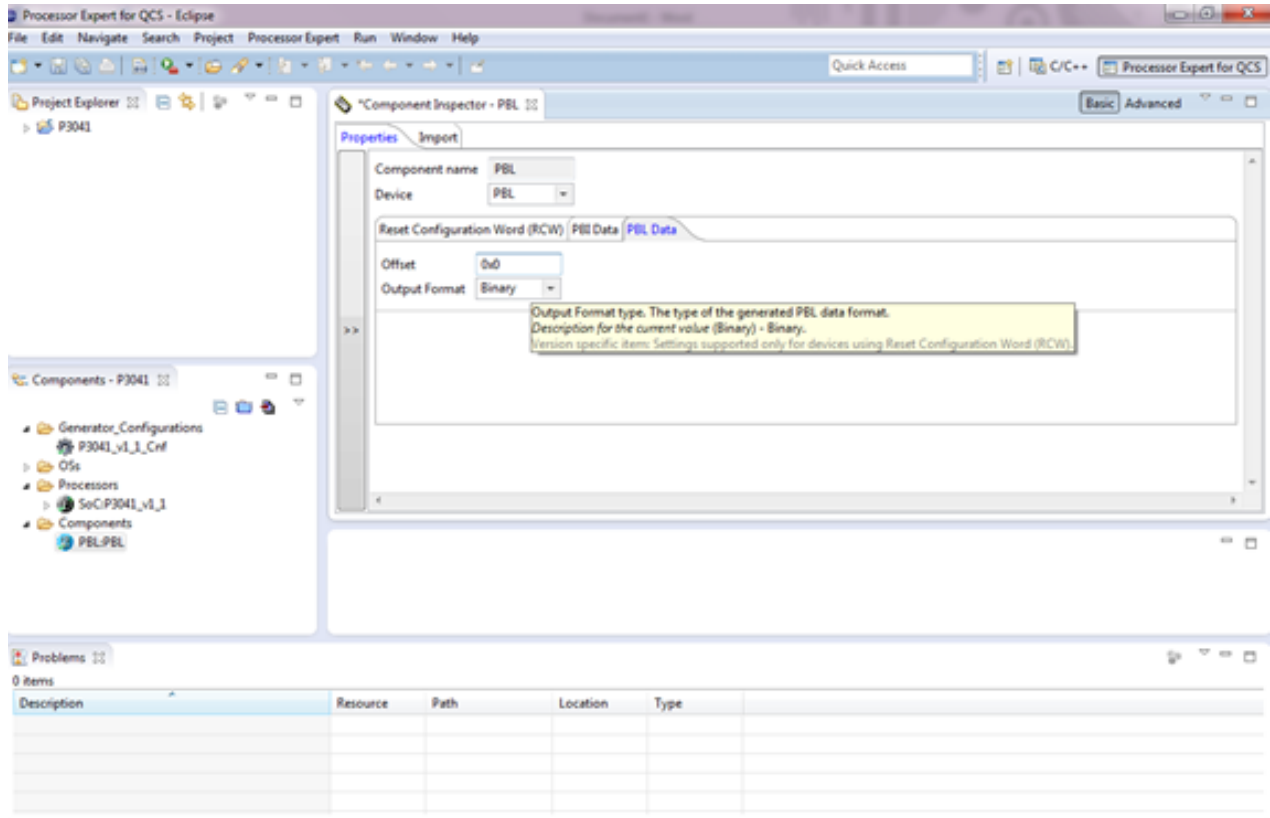 Processor Expert for QCS - Eclipse
File Edit Navigate Search Project Processor Expert Run Window Help
Quick Access
C/C++
Processor Expert for QCS
Project Explorer
P3041
*Component Inspector - PBL
Basic Advanced
Properties Import
Component name PBL
Device PBL
Reset Configuration Word (RCW) PBI Data PBL Data
Offset 0x0
Output Format Binary
Output Format type. The type of the generated PBL data format.
Description for the current value (Binary) - Binary.
Version specific item: Settings supported only for devices using Reset Configuration Word (RCW).
>>
Components - P3041
Generator_Configurations
P3041_v1_1_Cnf
OSs
Processors
SoC:P3041_v1_1
Components
PBL:PBL
Problems
0 items
Description Resource Path Location Type